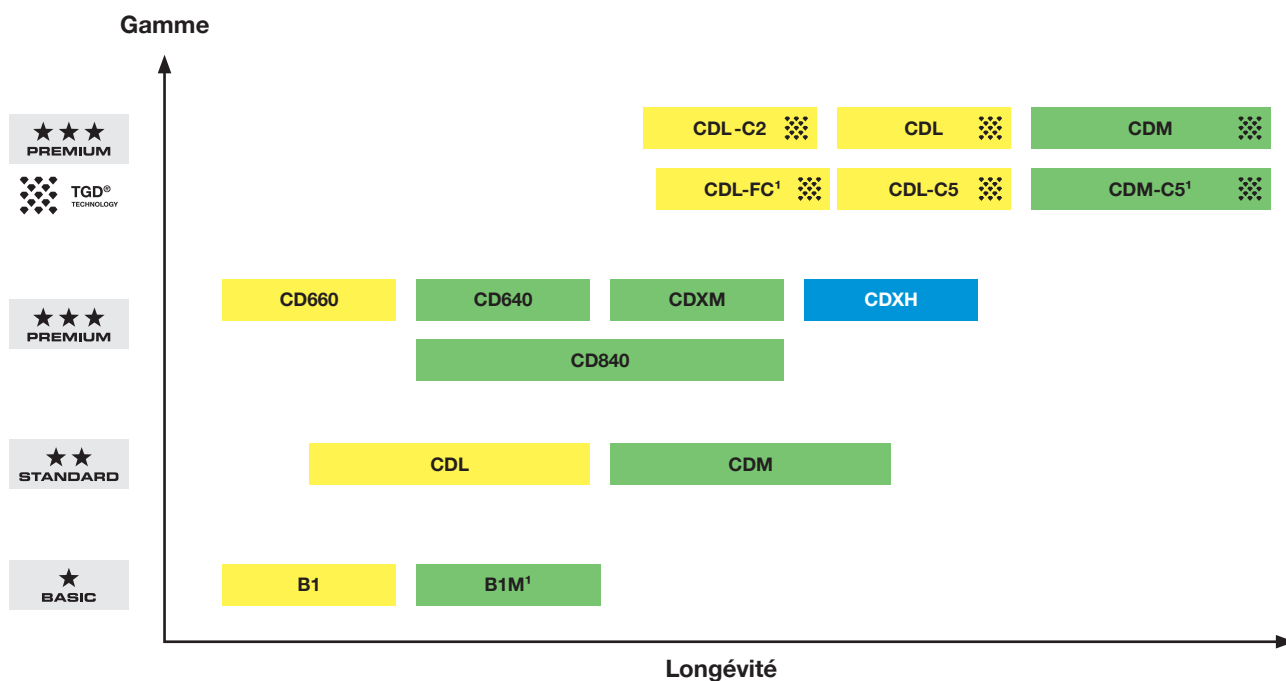 Gamme
PREMIUM
CDL-C2
CDL
CDM
TGD®
TECHNOLOGY
CDL-FC¹
CDL-C5
CDM-C5¹
PREMIUM
CD660
CD640
CDXM
CDXH
CD840
STANDARD
CDL
CDM
BASIC
B1
B1M¹
Longévité